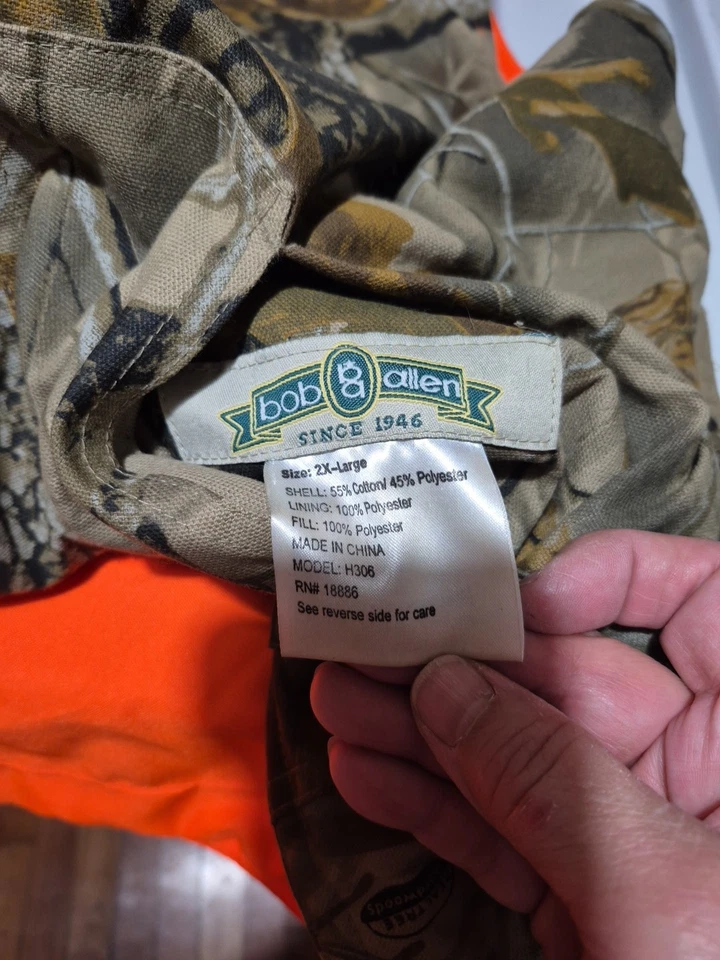 bob ba allen
SINCE 1946
Size: 2X-Large
SHELL: 55% Cotton/ 45% Polyester
LINING: 100% Polyester
FILL: 100% Polyester
MADE IN CHINA
MODEL: H306
RN# 18886
See reverse side for care